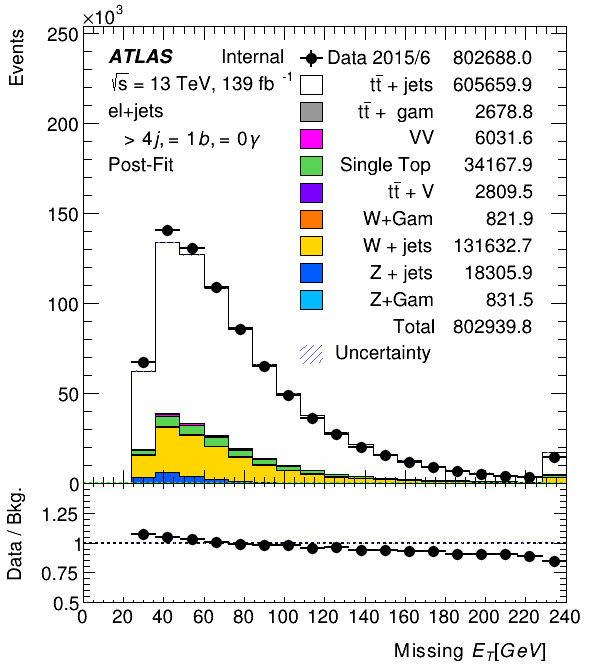 ×10³
Events
250
200
150
100
50
0
ATLAS Internal
√s = 13 TeV, 139 fb⁻¹
el+jets
> 4j, = 1b, = 0γ
Post-Fit
Data 2015/6 802688.0
tt̄ + jets 605659.9
tt̄ + gam 2678.8
VV 6031.6
Single Top 34167.9
tt̄ + V 2809.5
W+Gam 821.9
W + jets 131632.7
Z + jets 18305.9
Z+Gam 831.5
Total 802939.8
Uncertainty
Data / Bkg.
1.25
1
0.75
0.5
0 20 40 60 80 100 120 140 160 180 200 220 240
Missing E_T[GeV]